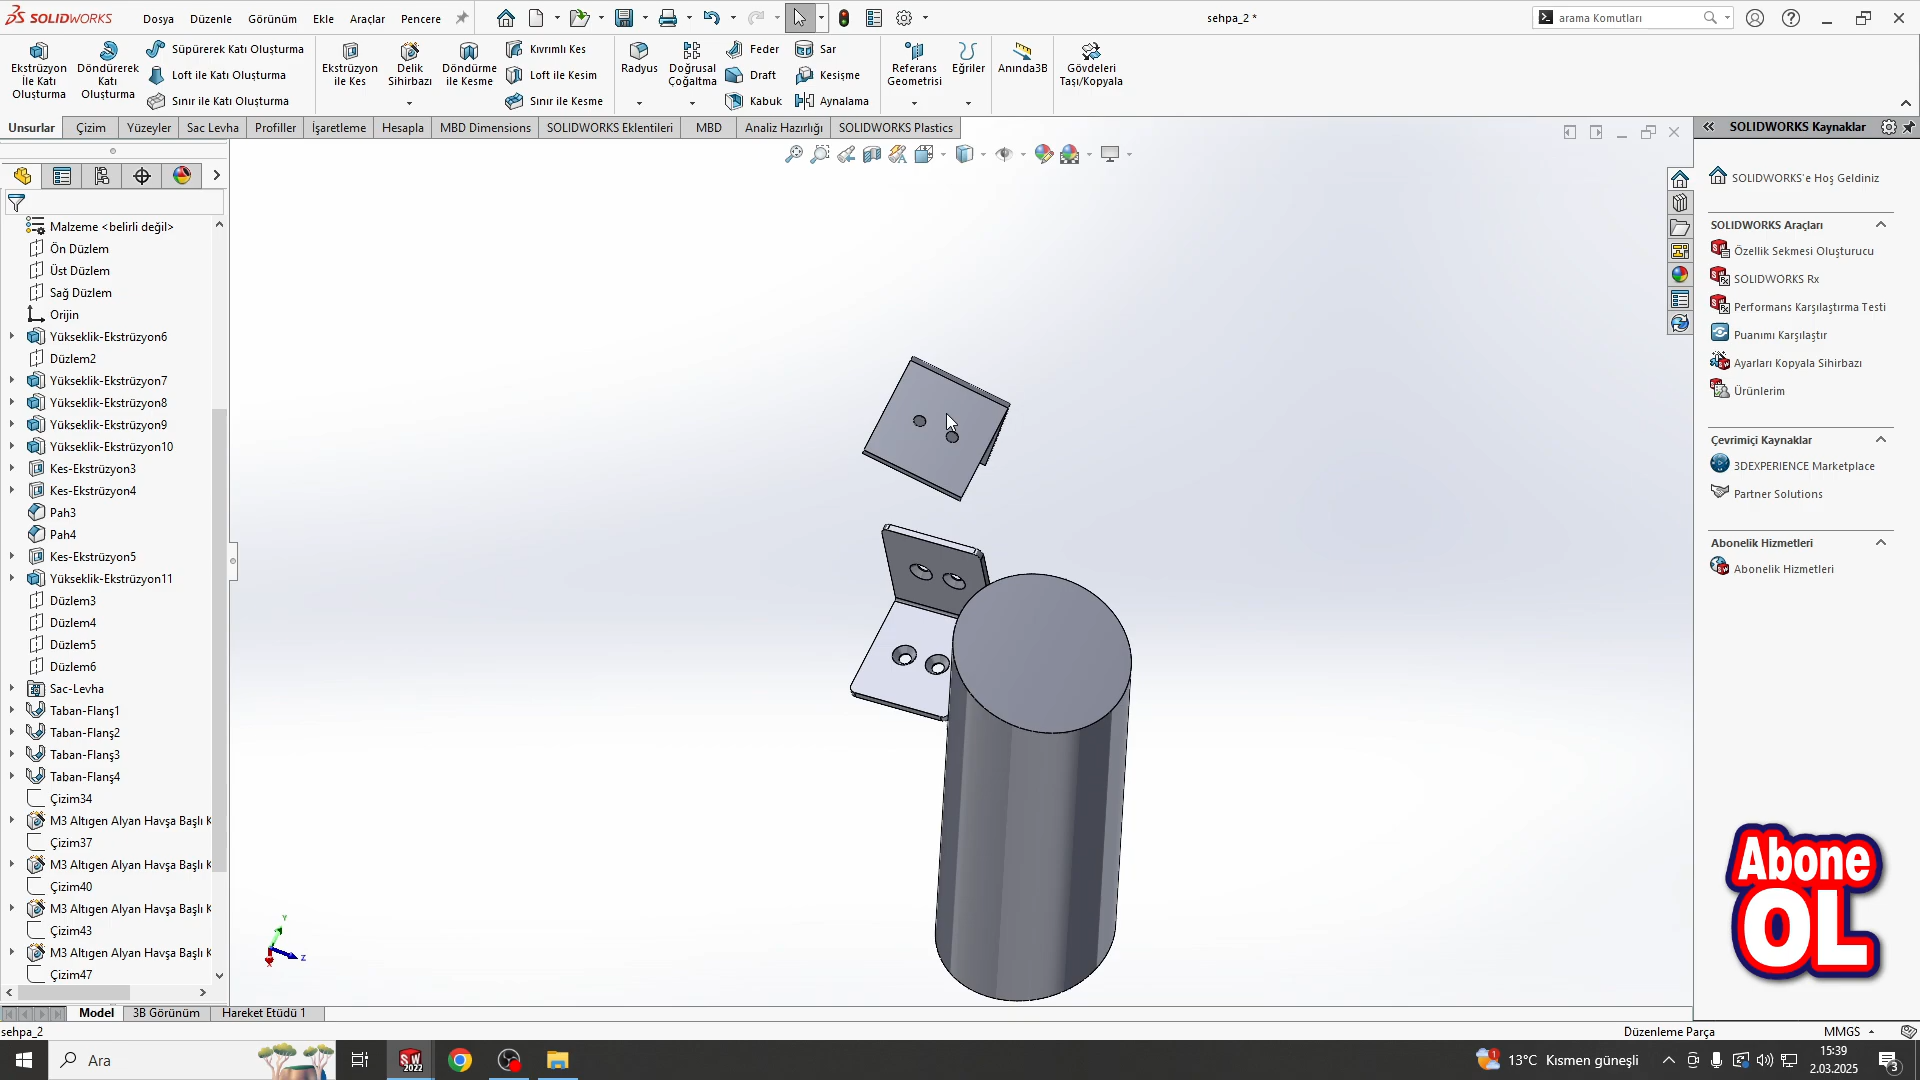 SOLIDWORKS
Dosya
Düzenle
Görünüm
Ekle
Araçlar
Pencere
sehpa_2 *
arama Komutları
Ekstrüzyon
İle Katı
Oluşturma
Döndürerek
Katı
Oluşturma
Süpürerek Katı Oluşturma
Loft ile Katı Oluşturma
Sınır ile Katı Oluşturma
Ekstrüzyon
ile Kes
Delik
Sihirbazı
Döndürme
ile Kesme
Kıvrımlı Kes
Loft ile Kesim
Sınır ile Kesme
Radyus
Doğrusal
Çoğaltma
Feder
Draft
Kabuk
Sar
Kesişme
Aynalama
Referans
Geometrisi
Eğriler
Anında3B
Gövdeleri
Taşı/Kopyala
Unsurlar
Çizim
Yüzeyler
Sac Levha
Profiller
İşaretleme
Hesapla
MBD Dimensions
SOLIDWORKS Eklentileri
MBD
Analiz Hazırlığı
SOLIDWORKS Plastics
Malzeme <belirli değil>
Ön Düzlem
Üst Düzlem
Sağ Düzlem
Orijin
Yükseklik-Ekstrüzyon6
Düzlem2
Yükseklik-Ekstrüzyon7
Yükseklik-Ekstrüzyon8
Yükseklik-Ekstrüzyon9
Yükseklik-Ekstrüzyon10
Kes-Ekstrüzyon3
Kes-Ekstrüzyon4
Pah3
Pah4
Kes-Ekstrüzyon5
Yükseklik-Ekstrüzyon11
Düzlem3
Düzlem4
Düzlem5
Düzlem6
Sac-Levha
Taban-Flanş1
Taban-Flanş2
Taban-Flanş3
Taban-Flanş4
Çizim34
M3 Altıgen Alyan Havşa Başlı K
Çizim37
M3 Altıgen Alyan Havşa Başlı K
Çizim40
M3 Altıgen Alyan Havşa Başlı K
Çizim43
M3 Altıgen Alyan Havşa Başlı K
Çizim47
Y
Z
X
SOLIDWORKS Kaynaklar
SOLIDWORKS'e Hoş Geldiniz
SOLIDWORKS Araçları
Özellik Sekmesi Oluşturucu
SOLIDWORKS Rx
Performans Karşılaştırma Testi
Puanımı Karşılaştır
Ayarları Kopyala Sihirbazı
Ürünlerim
Çevrimiçi Kaynaklar
3DEXPERIENCE Marketplace
Partner Solutions
Abonelik Hizmetleri
Abonelik Hizmetleri
Abone
OL
Model
3B Görünüm
Hareket Etüdü 1
sehpa_2
Düzenleme Parça
MMGS
Ara
SW
2022
1
13°C Kısmen güneşli
15:39
2.03.2025
3